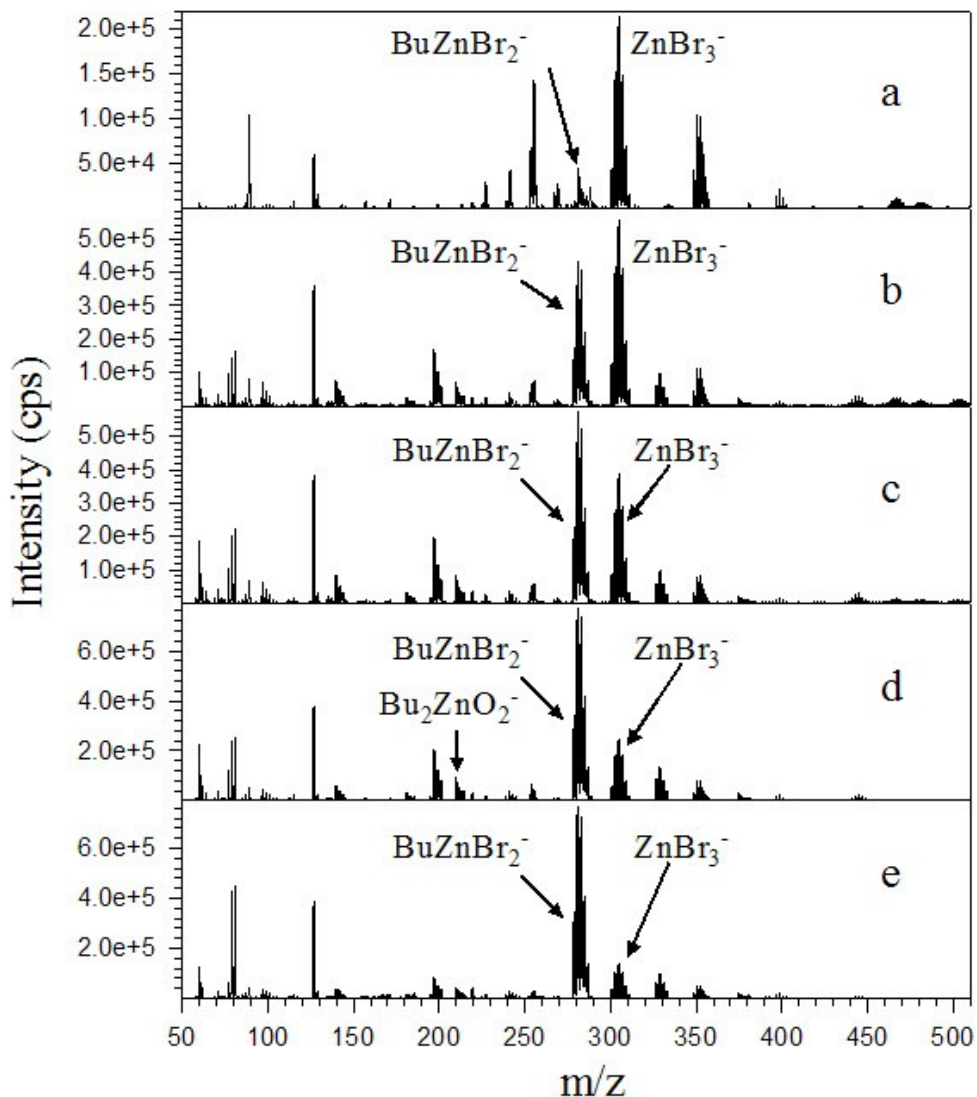 2.0e+5
1.5e+5
1.0e+5
5.0e+4
BuZnBr₂⁻
ZnBr₃⁻
a
5.0e+5
4.0e+5
3.0e+5
2.0e+5
1.0e+5
BuZnBr₂⁻
ZnBr₃⁻
b
Intensity (cps)
5.0e+5
4.0e+5
3.0e+5
2.0e+5
1.0e+5
BuZnBr₂⁻
ZnBr₃⁻
c
6.0e+5
4.0e+5
2.0e+5
BuZnBr₂⁻
Bu₂ZnO₂⁻
ZnBr₃⁻
d
6.0e+5
4.0e+5
2.0e+5
BuZnBr₂⁻
ZnBr₃⁻
e
50 100 150 200 250 300 350 400 450 500
m/z